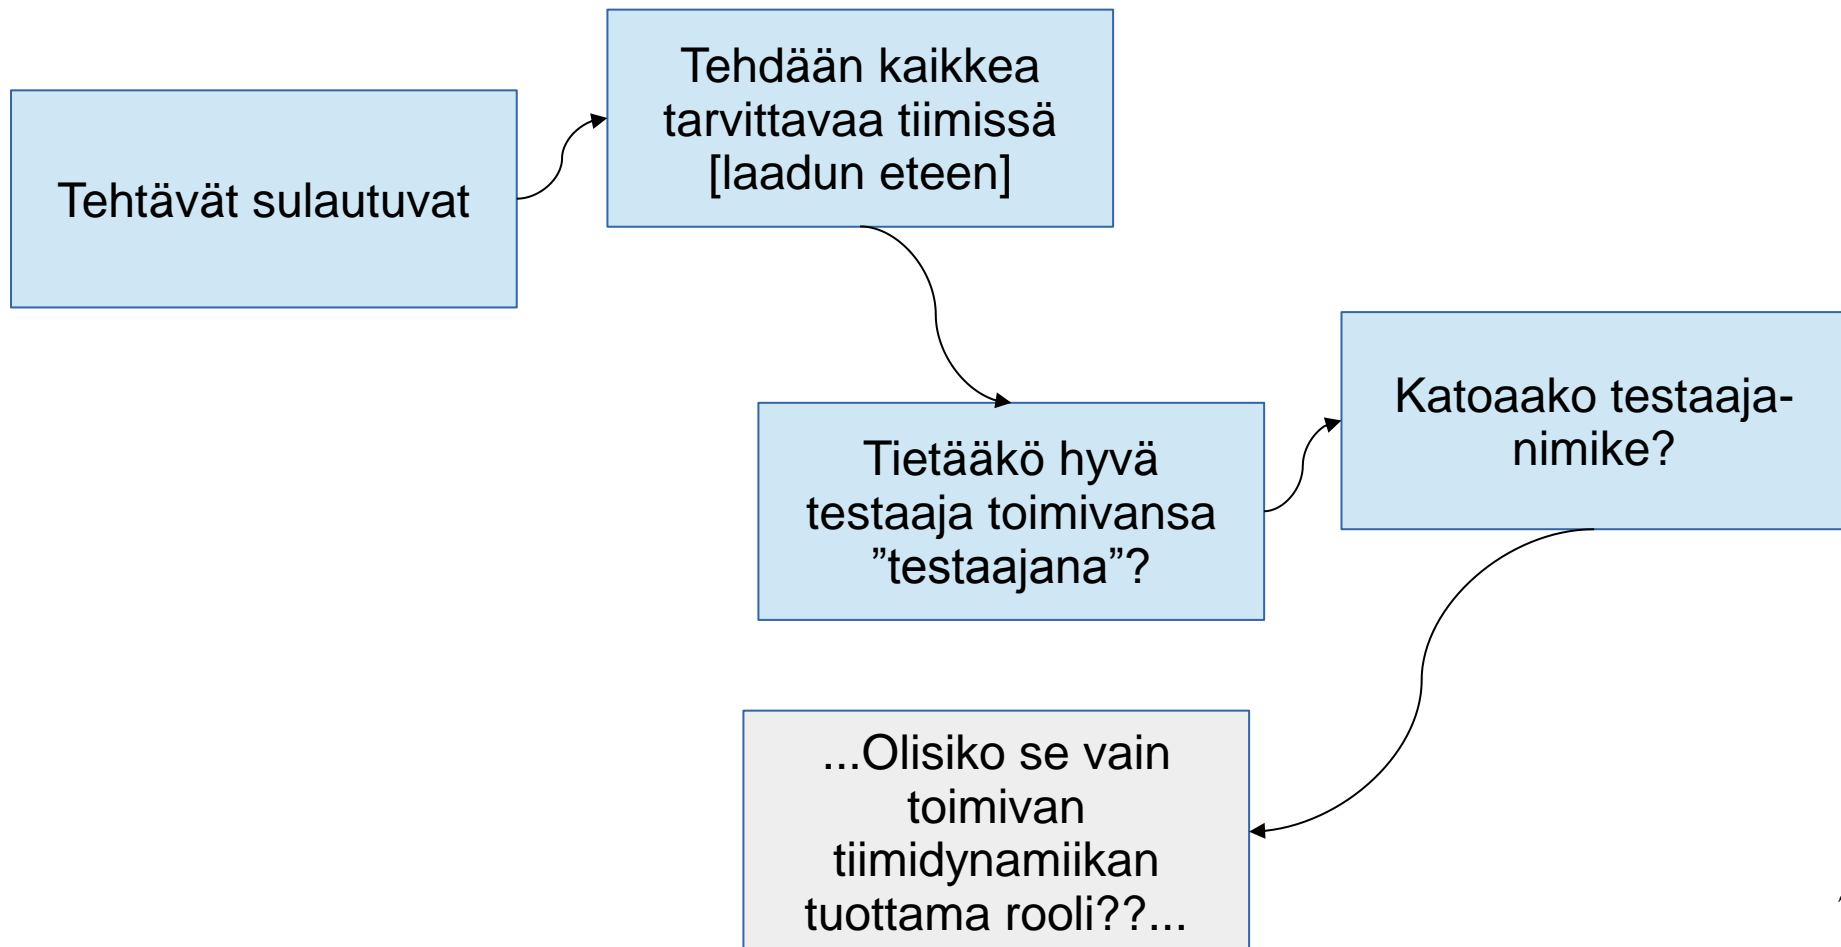 Tehtävät sulautuvat
Tehdään kaikkea
tarvittavaa tiimissä
[laadun eteen]
Tietääkö hyvä
testaaja toimivansa
”testaajana”?
Katoaako testaaja-
nimike?
...Olisiko se vain
toimivan
tiimidynamiikan
tuottama rooli??...